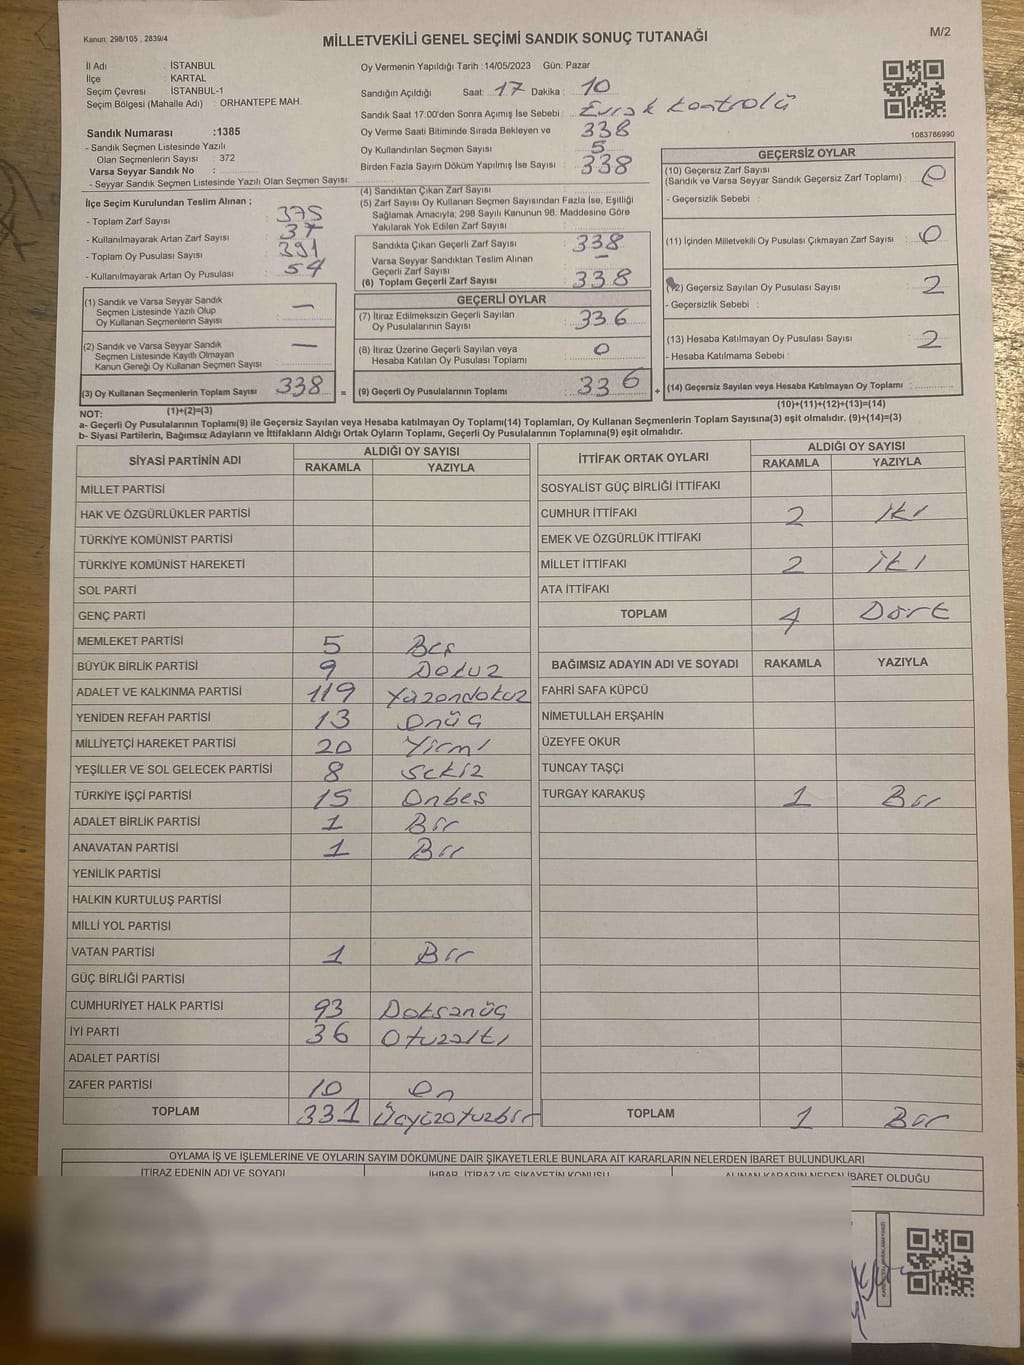 Kanun: 298/105 , 2839/4
MİLLETVEKİLİ GENEL SEÇİMİ SANDIK SONUÇ TUTANAĞI
M/2
İl Adı : İSTANBUL
İlçe : KARTAL
Seçim Çevresi : İSTANBUL-1
Seçim Bölgesi (Mahalle Adı) : ORHANTEPE MAH.
Sandık Numarası :1385
- Sandık Seçmen Listesinde Yazılı
Olan Seçmenlerin Sayısı : 372
Varsa Seyyar Sandık No :
- Seyyar Sandık Seçmen Listesinde Yazılı Olan Seçmen Sayısı:
Oy Vermenin Yapıldığı Tarih :14/05/2023 Gün: Pazar
Sandığın Açıldığı Saat: 17 Dakika : 10
Sandık Saat 17:00'den Sonra Açımış İse Sebebi : Evrak kontrolü
Oy Verme Saati Bitiminde Sırada Bekleyen ve 338
Oy Kullandırılan Seçmen Sayısı 5
Birden Fazla Sayım Döküm Yapılmış İse Sayısı 338
1083786990
İlçe Seçim Kurulundan Teslim Alınan ;
- Toplam Zarf Sayısı : 375
- Kullanılmayarak Artan Zarf Sayısı : 37
- Toplam Oy Pusulası Sayısı : 391
- Kullanılmayarak Artan Oy Pusulası : 54
(1) Sandık ve Varsa Seyyar Sandık
Seçmen Listesinde Yazılı Olup
Oy Kullanan Seçmenlerin Sayısı : —
(2) Sandık ve Varsa Seyyar Sandık
Seçmen Listesinde Kayıtlı Olmayan
Kanun Gereği Oy Kullanan Seçmen Sayısı : —
(3) Oy Kullanan Seçmenlerin Toplam Sayısı 338 =
(1)+(2)=(3)
(4) Sandıktan Çıkan Zarf Sayısı
(5) Zarf Sayısı Oy Kullanan Seçmen Sayısından Fazla İse, Eşitliği
Sağlamak Amacıyla; 298 Sayılı Kanunun 98. Maddesine Göre
Yakılarak Yok Edilen Zarf Sayısı :
Sandıkta Çıkan Geçerli Zarf Sayısı : 338
Varsa Seyyar Sandıktan Teslim Alınan
Geçerli Zarf Sayısı : —
(6) Toplam Geçerli Zarf Sayısı : 338
GEÇERLİ OYLAR
(7) İtiraz Edilmeksizin Geçerli Sayılan
Oy Pusulalarının Sayısı : 336
(8) İtiraz Üzerine Geçerli Sayılan veya
Hesaba Katılan Oy Pusulası Toplamı : 0
(9) Geçerli Oy Pusulalarının Toplamı : 336 +
GEÇERSİZ OYLAR
(10) Geçersiz Zarf Sayısı
(Sandık ve Varsa Seyyar Sandık Geçersiz Zarf Toplamı) : 0
- Geçersizlik Sebebi :
(11) İçinden Milletvekili Oy Pusulası Çıkmayan Zarf Sayısı : 0
(12) Geçersiz Sayılan Oy Pusulası Sayısı : 2
- Geçersizlik Sebebi :
(13) Hesaba Katılmayan Oy Pusulası Sayısı : 2
- Hesaba Katılmama Sebebi :
(14) Geçersiz Sayılan veya Hesaba Katılmayan Oy Toplamı :
(10)+(11)+(12)+(13)=(14)
NOT:
a- Geçerli Oy Pusulalarının Toplamı(9) ile Geçersiz Sayılan veya Hesaba katılmayan Oy Toplamı(14) Toplamları, Oy Kullanan Seçmenlerin Toplam Sayısına(3) eşit olmalıdır. (9)+(14)=(3)
b- Siyasi Partilerin, Bağımsız Adayların ve İttifakların Aldığı Ortak Oyların Toplamı, Geçerli Oy Pusulalarının Toplamına(9) eşit olmalıdır.
SİYASİ PARTİNİN ADI ALDIĞI OY SAYISI
RAKAMLA YAZIYLA
MİLLET PARTİSİ
HAK VE ÖZGÜRLÜKLER PARTİSİ
TÜRKİYE KOMÜNİST PARTİSİ
TÜRKİYE KOMÜNİST HAREKETİ
SOL PARTİ
GENÇ PARTİ
MEMLEKET PARTİSİ 5 Beş
BÜYÜK BİRLİK PARTİSİ 9 Dokuz
ADALET VE KALKINMA PARTİSİ 119 Yüzondokuz
YENİDEN REFAH PARTİSİ 13 Onüç
MİLLİYETÇİ HAREKET PARTİSİ 20 Yirmi
YEŞİLLER VE SOL GELECEK PARTİSİ 8 Sekiz
TÜRKİYE İŞÇİ PARTİSİ 15 Onbeş
ADALET BİRLİK PARTİSİ 1 Bir
ANAVATAN PARTİSİ 1 Bir
YENİLİK PARTİSİ
HALKIN KURTULUŞ PARTİSİ
MİLLİ YOL PARTİSİ
VATAN PARTİSİ 1 Bir
GÜÇ BİRLİĞİ PARTİSİ
CUMHURİYET HALK PARTİSİ 93 Doksanüç
İYİ PARTİ 36 Otuzaltı
ADALET PARTİSİ
ZAFER PARTİSİ 10 On
TOPLAM 331 Üçyüzotuzbir
İTTİFAK ORTAK OYLARI ALDIĞI OY SAYISI
RAKAMLA YAZIYLA
SOSYALİST GÜÇ BİRLİĞİ İTTİFAKI
CUMHUR İTTİFAKI 2 İki
EMEK VE ÖZGÜRLÜK İTTİFAKI
MİLLET İTTİFAKI 2 İki
ATA İTTİFAKI
TOPLAM 4 Dört
BAĞIMSIZ ADAYIN ADI VE SOYADI RAKAMLA YAZIYLA
FAHRİ SAFA KÜPCÜ
NİMETULLAH ERŞAHİN
ÜZEYFE OKUR
TUNCAY TAŞÇI
TURGAY KARAKUŞ 1 Bir
TOPLAM 1 Bir
OYLAMA İŞ VE İŞLEMLERİNE VE OYLARIN SAYIM DÖKÜMÜNE DAİR ŞİKAYETLERLE BUNLARA AİT KARARLARIN NELERDEN İBARET BULUNDUKLARI
İTİRAZ EDENİN ADI VE SOYADI İHBAR, İTİRAZ VE ŞİKAYETİN KONUSU ALINAN KARARIN NEDEN İBARET OLDUĞU